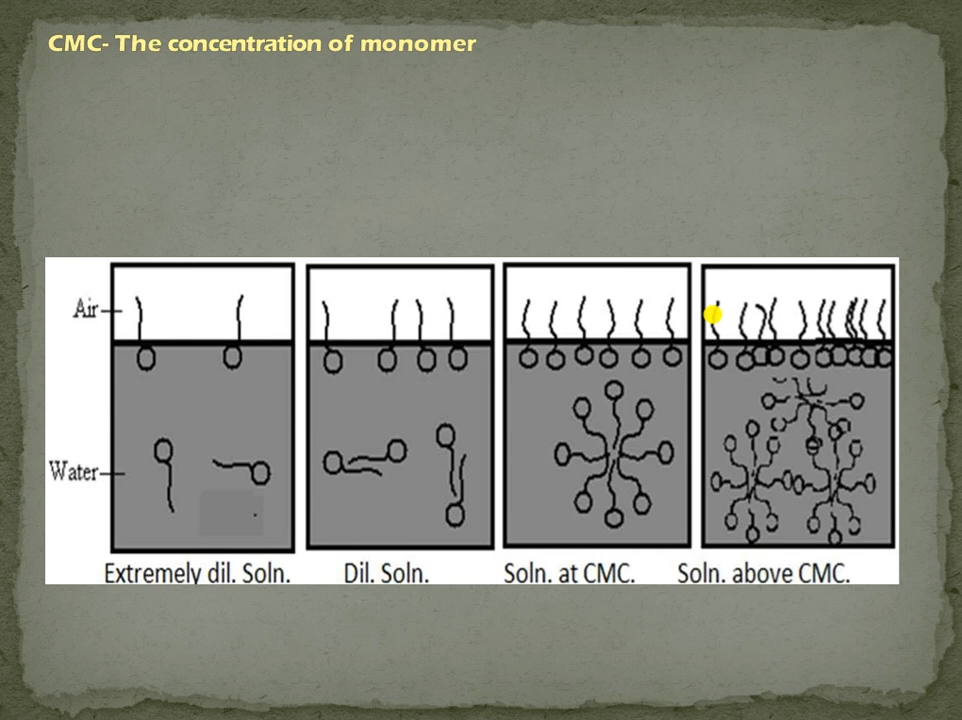 CMC- The concentration of monomer
Air
Water
Extremely dil. Soln.
Dil. Soln.
Soln. at CMC.
Soln. above CMC.